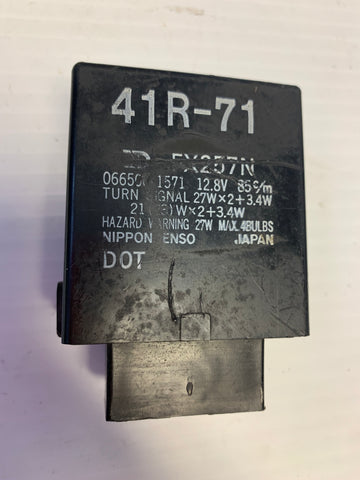 41R-71
FX257N
1571 12.8V 85c/m
TURN SIGNAL 27W×2+3.4W
W×2+3.4W
HAZARD WARNING 27W MAX.4BULBS
NIPPON ENSO JAPAN
DOT